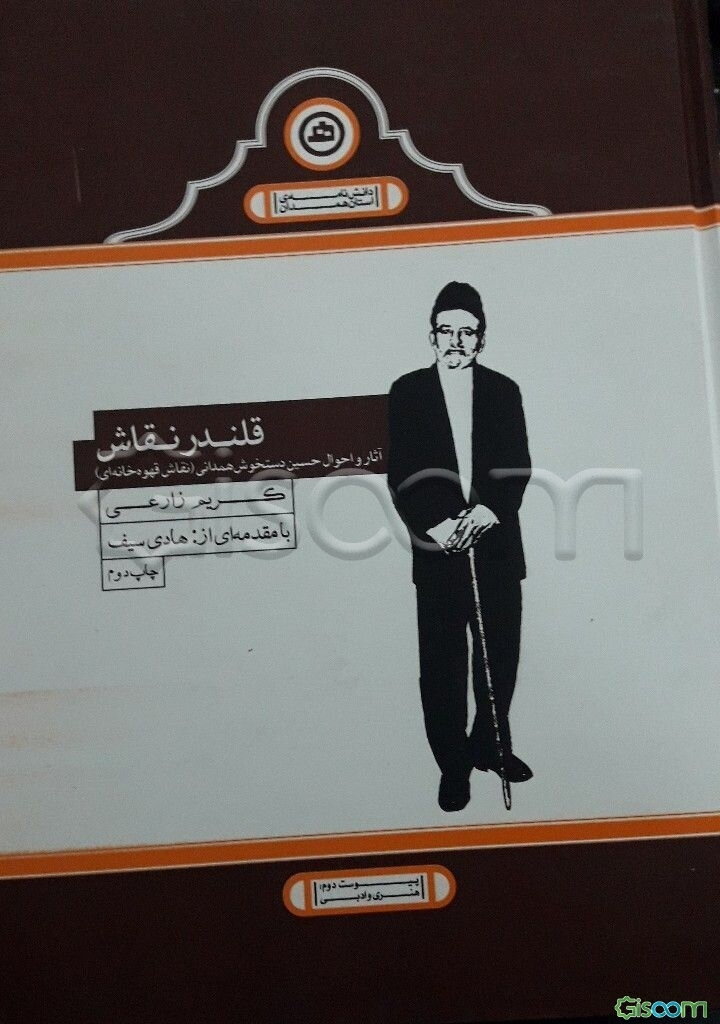 دانش‌نامه‌ی
استان همدان
قلندر نقاش
آثار و احوال حسین دستخوش همدانی (نقاش قهوه‌خانه‌ای)
کریم زارعی
با مقدمه‌ای از: هادی سیف
چاپ دوم
Gisoom
پیوست دوم:
هنری و ادبی
Gisoom